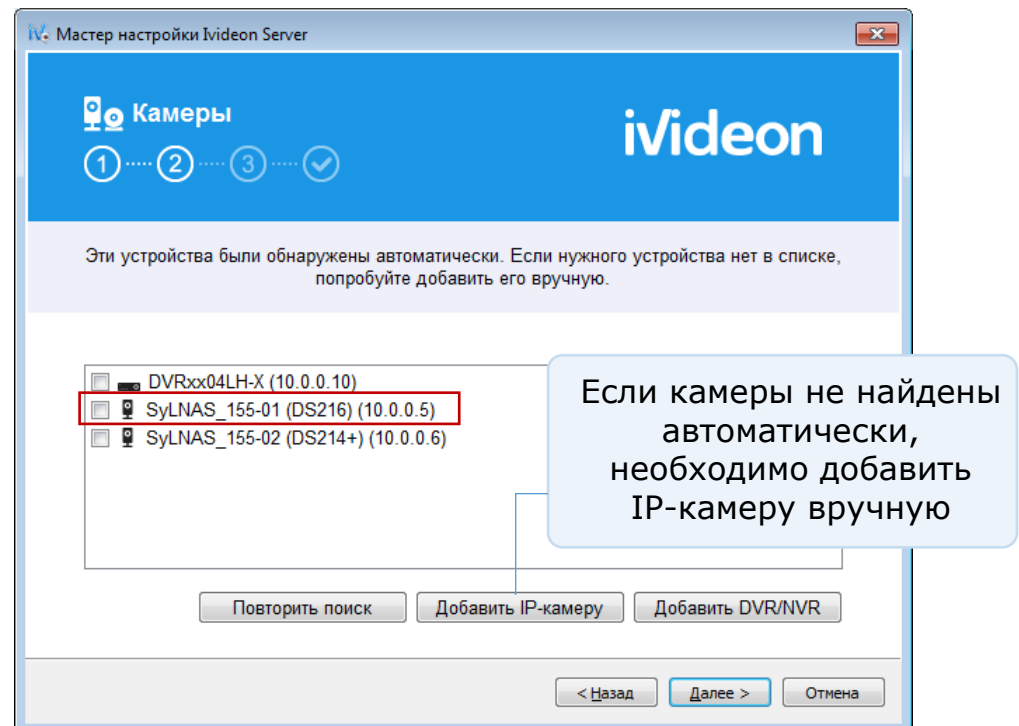 Мастер настройки Ivideon Server
Камеры
ivideon
1 2 3
Эти устройства были обнаружены автоматически. Если нужного устройства нет в списке,
попробуйте добавить его вручную.
DVRxx04LH-X (10.0.0.10)
SyLNAS_155-01 (DS216) (10.0.0.5)
SyLNAS_155-02 (DS214+) (10.0.0.6)
Если камеры не найдены
автоматически,
необходимо добавить
IP-камеру вручную
Повторить поиск
Добавить IP-камеру
Добавить DVR/NVR
< Назад
Далее >
Отмена